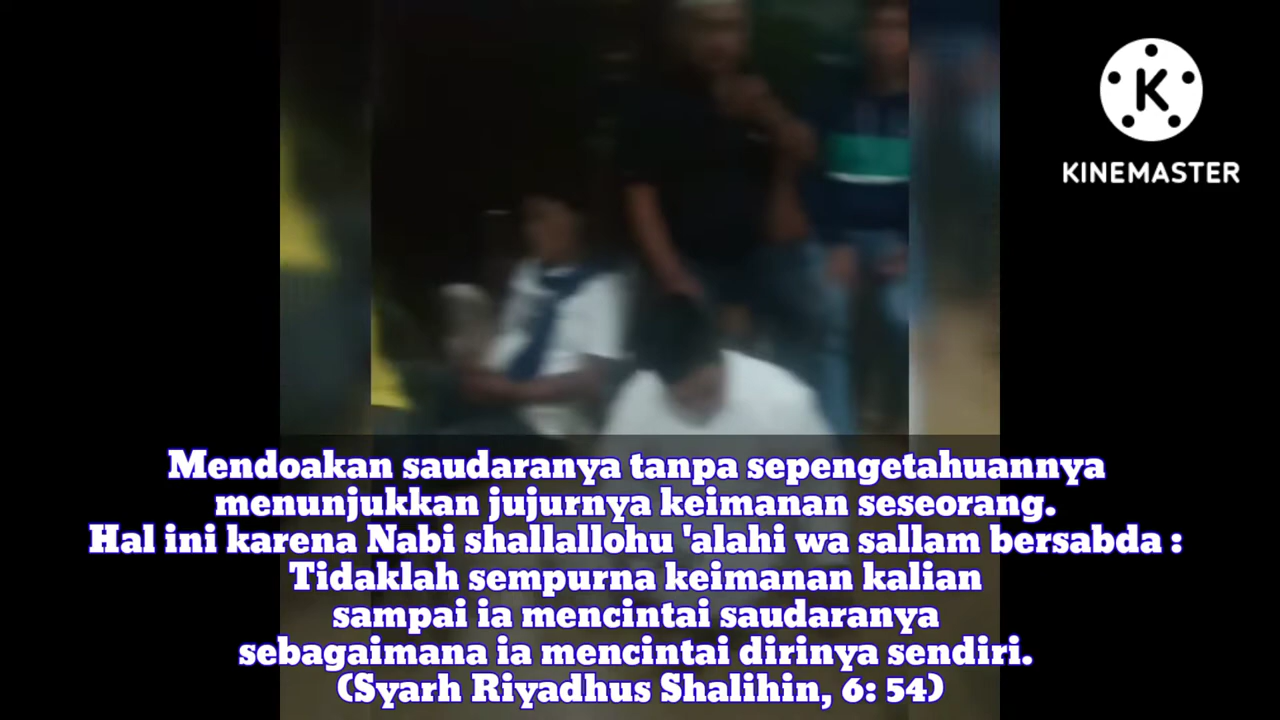 K
KINEMASTER
Mendoakan saudaranya tanpa sepengetahuannya
menunjukkan jujurnya keimanan seseorang.
Hal ini karena Nabi shallallohu 'alahi wa sallam bersabda :
Tidaklah sempurna keimanan kalian
sampai ia mencintai saudaranya
sebagaimana ia mencintai dirinya sendiri.
(Syarh Riyadhus Shalihin, 6: 54)